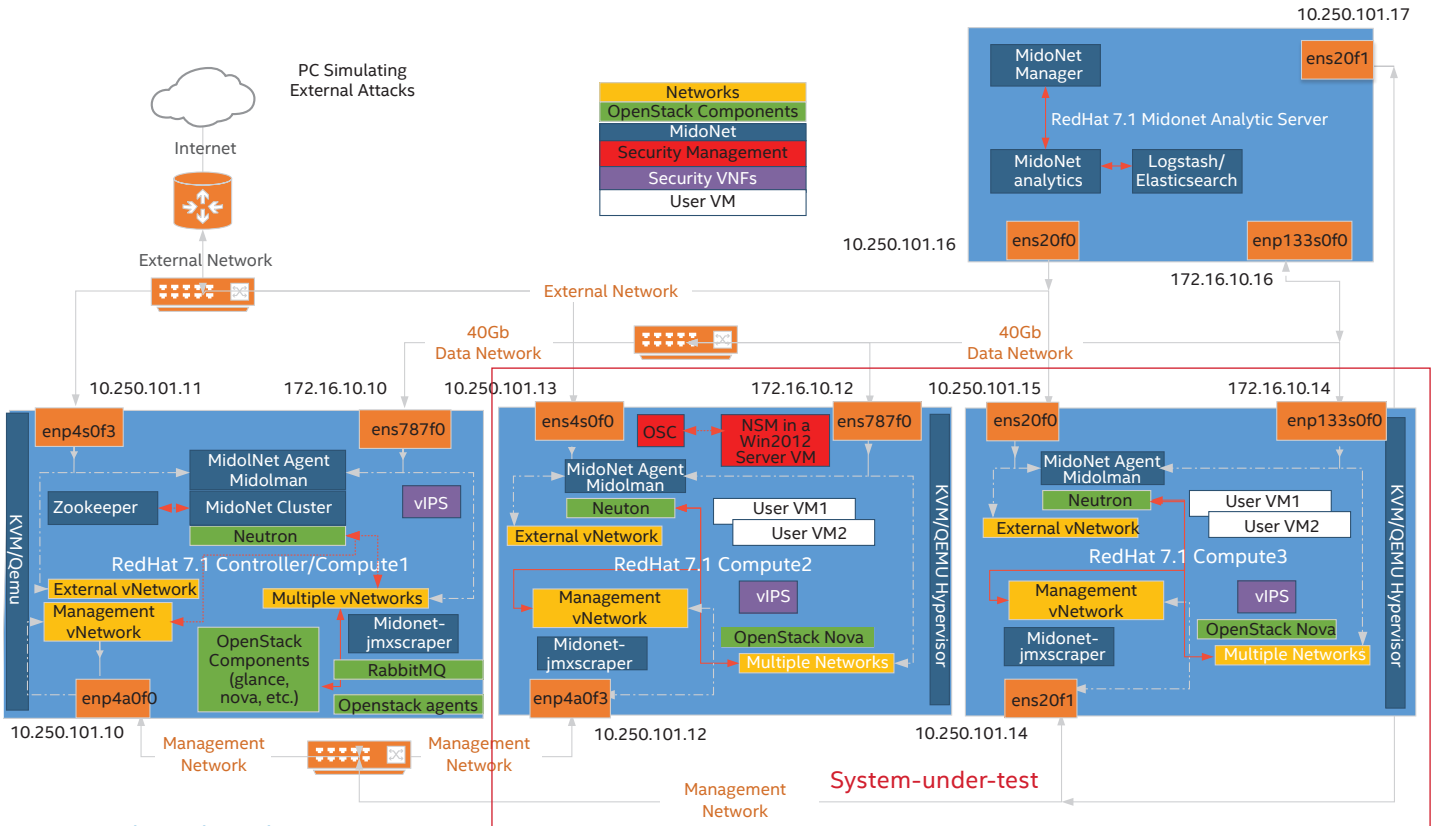 10.250.101.17
PC Simulating
External Attacks
Internet
External Network
Networks
OpenStack Components
MidoNet
Security Management
Security VNFs
User VM
MidoNet
Manager
ens20f1
RedHat 7.1 Midonet Analytic Server
MidoNet
analytics
Logstash/
Elasticsearch
10.250.101.16
ens20f0
enp133s0f0
172.16.10.16
External Network
40Gb
Data Network
40Gb
Data Network
10.250.101.11
172.16.10.10
10.250.101.13
172.16.10.12
10.250.101.15
172.16.10.14
KVM/Qemu
enp4s0f3
ens787f0
MidolNet Agent
Midolman
Zookeeper
MidoNet Cluster
vIPS
Neutron
RedHat 7.1 Controller/Compute1
External vNetwork
Management
vNetwork
Multiple vNetworks
Midonet-
jmxscraper
OpenStack
Components
(glance,
nova, etc.)
RabbitMQ
Openstack agents
enp4a0f0
10.250.101.10
ens4s0f0
OSC
NSM in a
Win2012
Server VM
ens787f0
MidoNet Agent
Midolman
Neuton
User VM1
User VM2
External vNetwork
RedHat 7.1 Compute2
Management
vNetwork
vIPS
Midonet-
jmxscraper
OpenStack Nova
Multiple Networks
enp4a0f3
KVM/QEMU Hypervisor
10.250.101.12
ens20f0
enp133s0f0
MidoNet Agent
Midolman
Neutron
User VM1
User VM2
External vNetwork
RedHat 7.1 Compute3
Management
vNetwork
vIPS
Midonet-
jmxscraper
OpenStack Nova
Multiple Networks
ens20f1
KVM/QEMU Hypervisor
10.250.101.14
Management
Network
Management
Network
Management
Network
System-under-test